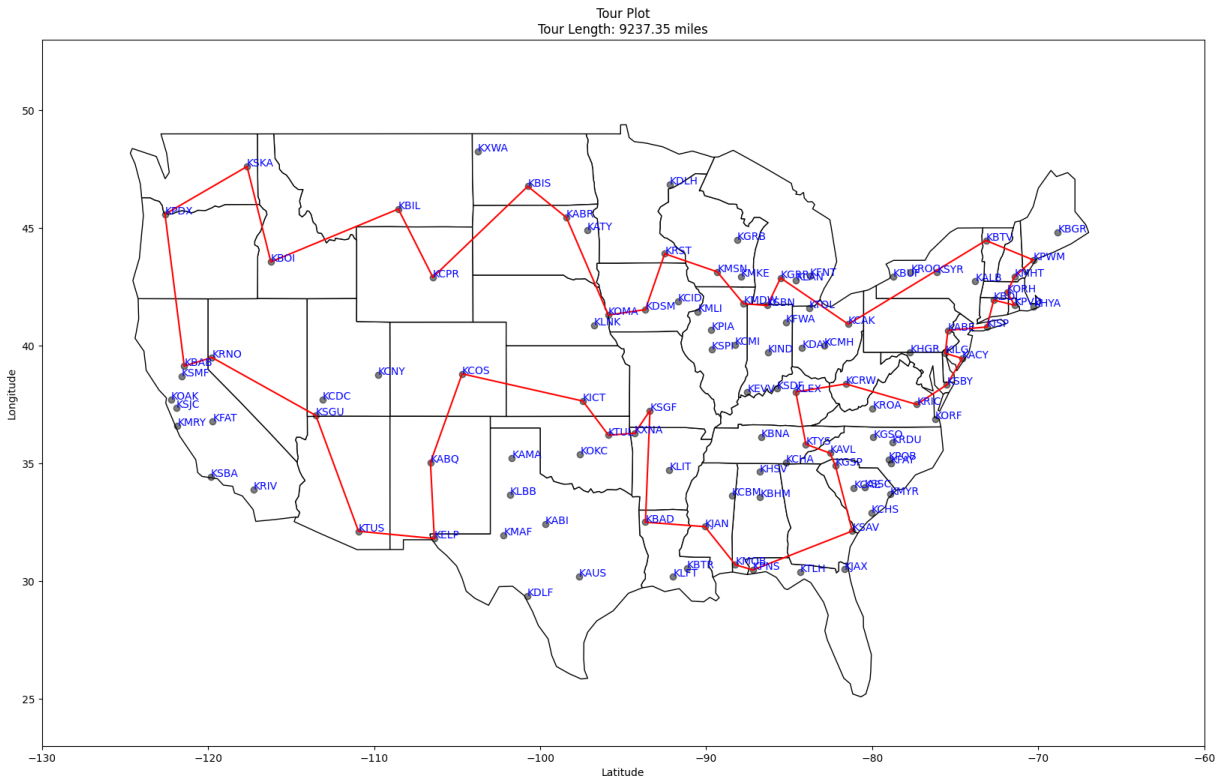 Tour Plot
Tour Length: 9237.35 miles
50
45
40
35
30
25
Longitude
KXWA
KSKA
KDLH
KBIS
KPDX
KBIL
KABR
KATY
KGRB
KBTV
KBGR
KBOI
KCPR
KRST
KMSN
KMKE
KGRR
KLAN
KFNT
KBUF
KROC
KSYR
KALB
KPWM
KMHT
KORH
KHYA
KOMA
KDSM
KCID
KMLI
KMDW
KSBN
KTOL
KCAK
KABE
KISP
KLNK
KPIA
KFWA
KRNO
KBAB
KSMF
KSPI
KCMI
KIND
KDAY
KCMH
KHGR
KILG
KACY
KCNY
KCOS
KEVV
KSDF
KLEX
KCRW
KSBY
KOAK
KSJC
KMRY
KFAT
KCDC
KSGU
KICT
KSGF
KROA
KRIC
KORF
KTUL
KXNA
KBNA
KTYS
KGSO
KRDU
KSBA
KRIV
KABQ
KAMA
KOKC
KLIT
KCHA
KHSV
KAVL
KGSP
KPOB
KFAY
KLBB
KCBM
KBHM
KMYR
KCHS
KTUS
KELP
KMAF
KABI
KBAD
KJAN
KSAV
KAUS
KDLF
KLFT
KBTR
KMOB
KPNS
KTLH
KJAX
−130
−120
−110
−100
−90
−80
−70
−60
Latitude